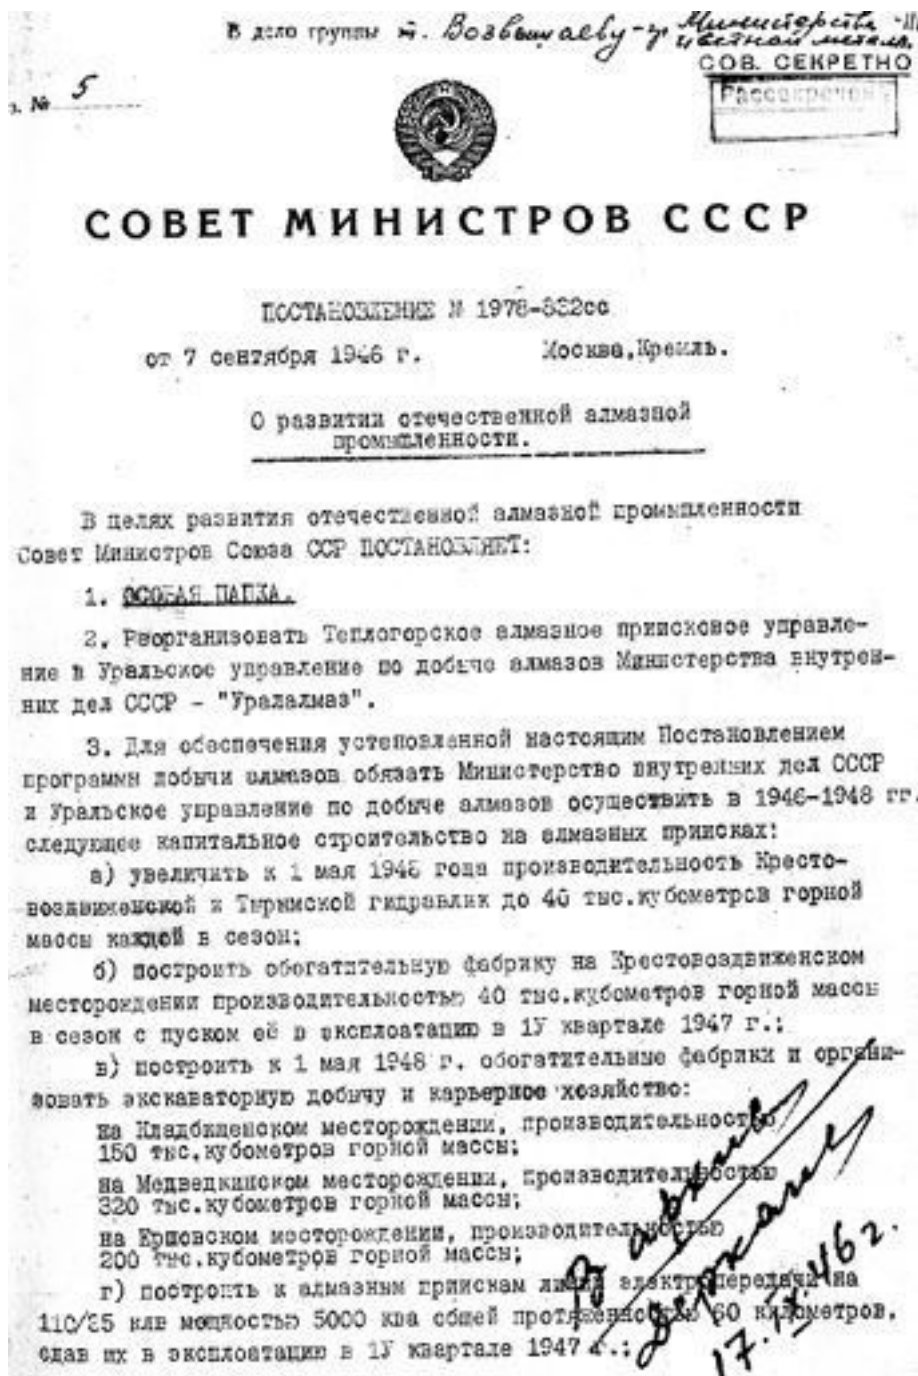 В дело группы т. Возвышаеву - гр. Министерства
цветной метал.
СОВ. СЕКРЕТНО
Рассекречено
№ 5
СОВЕТ МИНИСТРОВ СССР
ПОСТАНОВЛЕНИЕ № 1978-832сс
от 7 сентября 1946 г. Москва, Кремль.
О развитии отечественной алмазной
промышленности.
В целях развития отечественной алмазной промышленности
Совет Министров Союза ССР ПОСТАНОВЛЯЕТ:
1. ОСОБАЯ ПАПКА.
2. Реорганизовать Теплогорское алмазное приисковое управле-
ние в Уральское управление по добыче алмазов Министерства внутрен-
них дел СССР - "Уралалмаз".
3. Для обеспечения установленной настоящим Постановлением
программы добычи алмазов обязать Министерство внутренних дел СССР
и Уральское управление по добыче алмазов осуществить в 1946-1948 гг.
следующее капитальное строительство на алмазных приисках:
а) увеличить к 1 мая 1948 года производительность Кресто-
воздвиженской и Тырымской гидравлик до 40 тыс.кубометров горной
массы каждой в сезон;
б) построить обогатительную фабрику на Крестовоздвиженском
месторождении производительностью 40 тыс.кубометров горной массы
в сезон с пуском её в эксплоатацию в 1У квартале 1947 г.;
в) построить к 1 мая 1948 г. обогатительные фабрики и органи-
зовать экскаваторную добычу и карьерное хозяйство:
на Кладбищенском месторождении, производительностью
150 тыс.кубометров горной массы;
на Медведкинском месторождении, производительностью
320 тыс.кубометров горной массы;
на Ершовском месторождении, производительностью
200 тыс.кубометров горной массы;
г) построить к алмазным приискам линии электропередачи на
110/35 клв мощностью 5000 ква общей протяженностью 60 километров,
сдав их в эксплоатацию в 1У квартале 1947 г.;
В архив
17.IX.46 г.